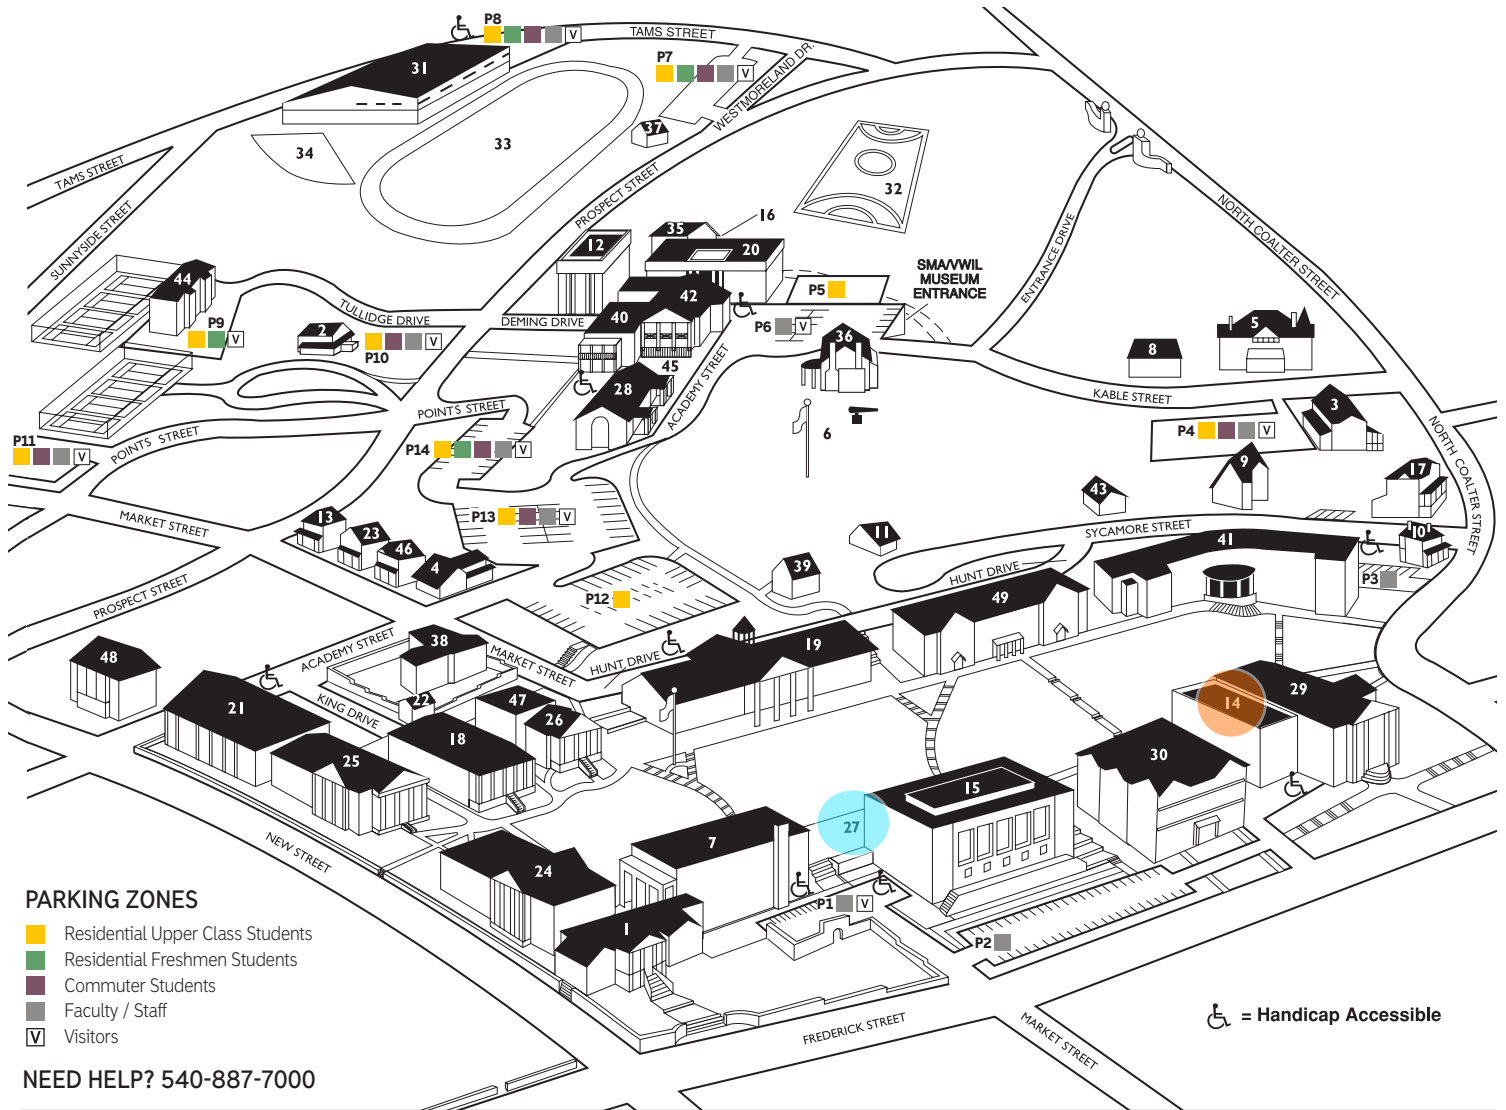 P8
V
TAMS STREET
P7
V
WESTMORELAND DR.
31
37
33
34
32
TAMS STREET
SUNNYSIDE STREET
PROSPECT STREET
NORTH COALTER STREET
ENTRANCE DRIVE
16
35
12
20
SMA/VWIL
MUSEUM
ENTRANCE
44
42
P5
TULLIDGE DRIVE
DEMING DRIVE
40
P6
V
36
5
8
P9
V
2
P10
V
45
28
ACADEMY STREET
KABLE STREET
3
POINTS STREET
6
P4
V
NORTH COALTER STREET
P11
V
POINTS STREET
P14
V
9
17
43
MARKET STREET
13
23
46
4
P13
V
11
SYCAMORE STREET
41
10
39
HUNT DRIVE
P3
PROSPECT STREET
P12
49
ACADEMY STREET
38
MARKET STREET
HUNT DRIVE
19
48
29
21
KING DRIVE
22
47
26
14
18
25
30
15
27
7
24
NEW STREET
1
P1
V
P2
PARKING ZONES
Residential Upper Class Students
Residential Freshmen Students
Commuter Students
Faculty / Staff
V Visitors
FREDERICK STREET
MARKET STREET
= Handicap Accessible
NEED HELP? 540-887-7000